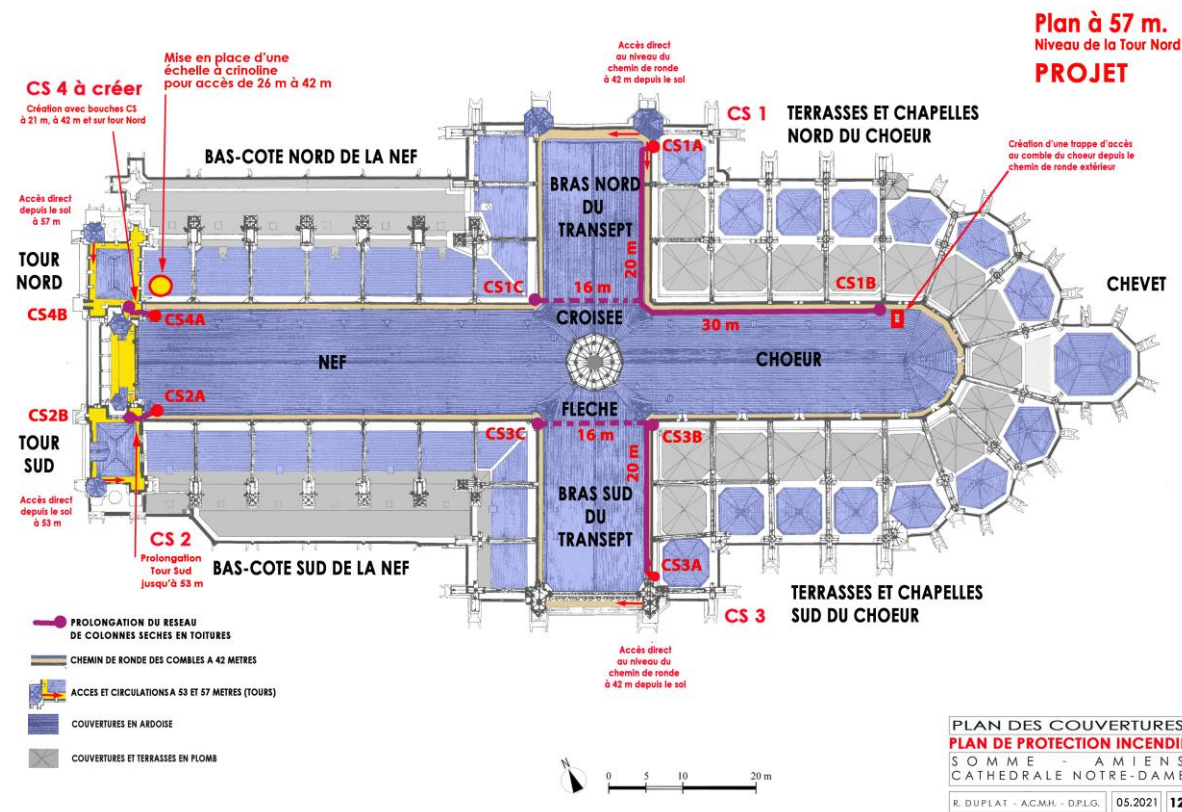 Plan à 57 m.
Niveau de la Tour Nord
PROJET
Mise en place d'une
échelle à crinoline
pour accès de 26 m à 42 m
CS 4 à créer
Création avec bouches CS
à 21 m, à 42 m et sur tour Nord
Accès direct
au niveau du
chemin de ronde
à 42 m depuis le sol
CS 1
TERRASSES ET CHAPELLES
NORD DU CHOEUR
Création d'une trappe d'accès
au comble du choeur depuis le
chemin de ronde extérieur
BAS-COTE NORD DE LA NEF
CS1A
Accès direct
depuis le sol
à 57 m
BRAS NORD
DU
TRANSEPT
20 m
TOUR
NORD
CS1C
16 m
CS1B
CHEVET
CS4B
CS4A
CROISEE
30 m
NEF
CHOEUR
CS2A
FLECHE
CS2B
CS3C
16 m
CS3B
20 m
TOUR
SUD
BRAS SUD
DU
TRANSEPT
Accès direct
depuis le sol
à 53 m
CS 2
Prolongation
Tour Sud
jusqu'à 53 m
BAS-COTE SUD DE LA NEF
CS3A
TERRASSES ET CHAPELLES
SUD DU CHOEUR
CS 3
Accès direct
au niveau du
chemin de ronde
à 42 m depuis le sol
PROLONGATION DU RESEAU
DE COLONNES SECHES EN TOITURES
CHEMIN DE RONDE DES COMBLES A 42 METRES
ACCES ET CIRCULATIONS A 53 ET 57 METRES (TOURS)
COUVERTURES EN ARDOISE
COUVERTURES ET TERRASSES EN PLOMB
N
0 5 10 20 m
PLAN DES COUVERTURES
PLAN DE PROTECTION INCENDIE
SOMME - AMIENS
CATHEDRALE NOTRE-DAME
R. DUPLAT - A.C.M.H. - D.P.L.G. 05.2021 12